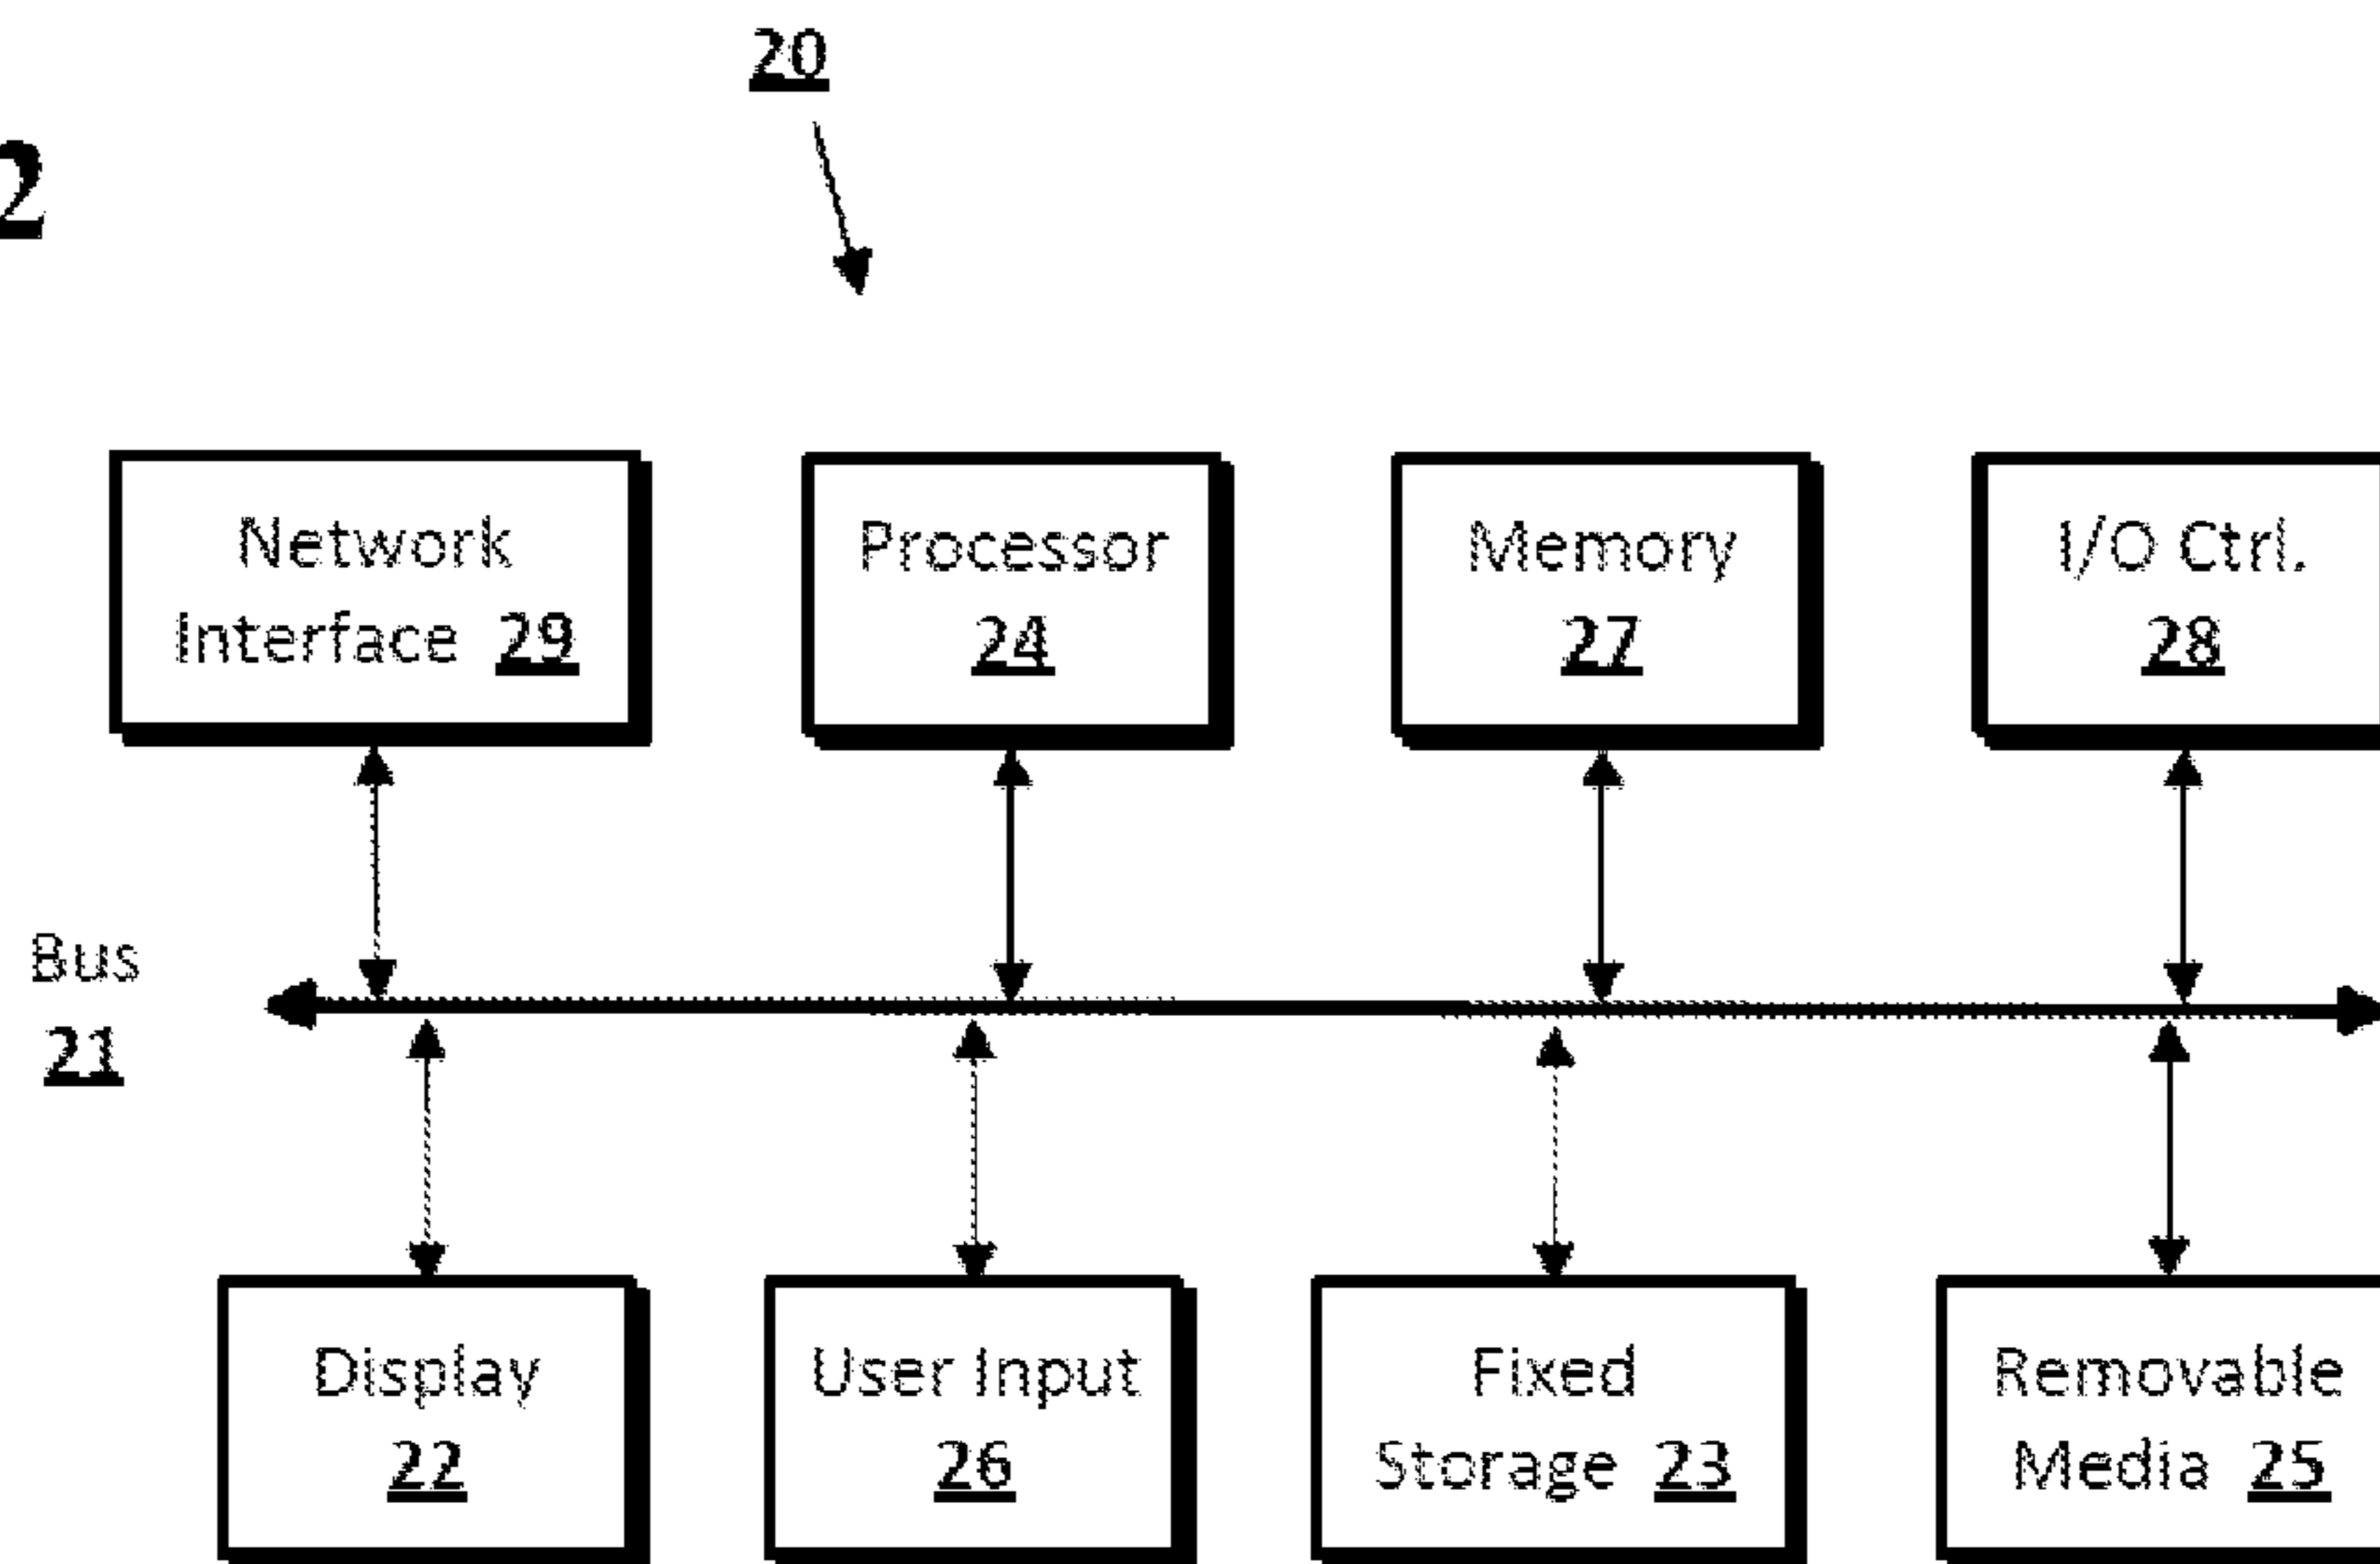 20
2
Network
Interface 29
Processor
24
Memory
27
I/O Ctrl.
28
Bus
21
Display
22
User Input
26
Fixed
Storage 23
Removable
Media 25